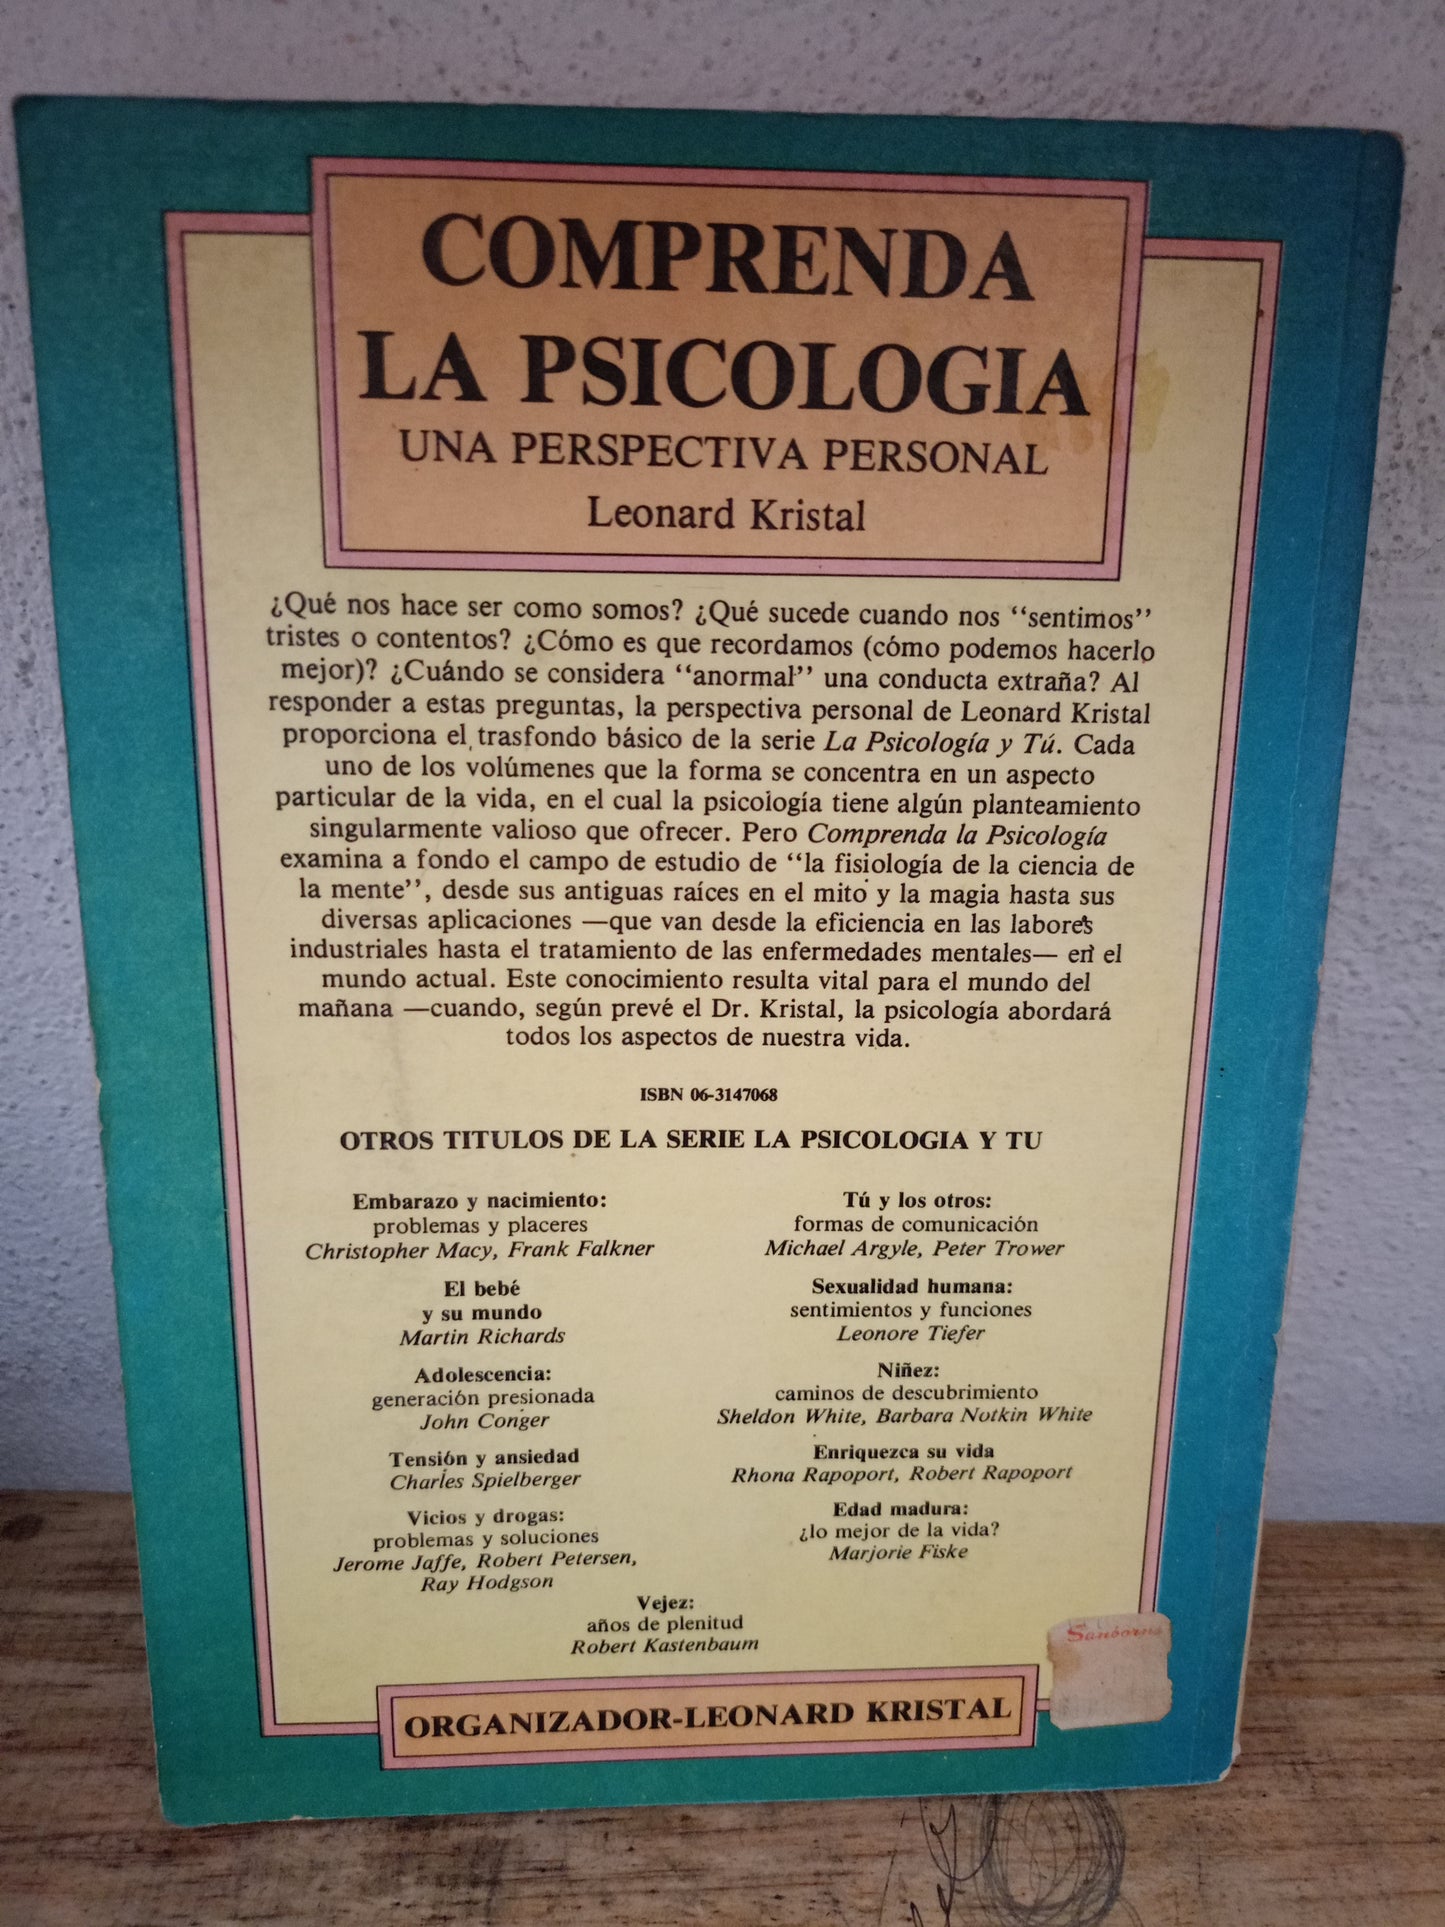 COMPRENDA
LA PSICOLOGIA
UNA PERSPECTIVA PERSONAL
Leonard Kristal
¿Qué nos hace ser como somos? ¿Qué sucede cuando nos “sentimos”
tristes o contentos? ¿Cómo es que recordamos (cómo podemos hacerlo
mejor)? ¿Cuándo se considera “anormal” una conducta extraña? Al
responder a estas preguntas, la perspectiva personal de Leonard Kristal
proporciona el trasfondo básico de la serie La Psicología y Tú. Cada
uno de los volúmenes que la forma se concentra en un aspecto
particular de la vida, en el cual la psicología tiene algún planteamiento
singularmente valioso que ofrecer. Pero Comprenda la Psicología
examina a fondo el campo de estudio de “la fisiología de la ciencia de
la mente”, desde sus antiguas raíces en el mito y la magia hasta sus
diversas aplicaciones —que van desde la eficiencia en las labores
industriales hasta el tratamiento de las enfermedades mentales— en el
mundo actual. Este conocimiento resulta vital para el mundo del
mañana —cuando, según prevé el Dr. Kristal, la psicología abordará
todos los aspectos de nuestra vida.
ISBN 06-3147068
OTROS TITULOS DE LA SERIE LA PSICOLOGIA Y TU
Embarazo y nacimiento:
problemas y placeres
Christopher Macy, Frank Falkner
El bebé
y su mundo
Martin Richards
Adolescencia:
generación presionada
John Conger
Tensión y ansiedad
Charles Spielberger
Vicios y drogas:
problemas y soluciones
Jerome Jaffe, Robert Petersen,
Ray Hodgson
Tú y los otros:
formas de comunicación
Michael Argyle, Peter Trower
Sexualidad humana:
sentimientos y funciones
Leonore Tiefer
Niñez:
caminos de descubrimiento
Sheldon White, Barbara Notkin White
Enriquezca su vida
Rhona Rapoport, Robert Rapoport
Edad madura:
¿lo mejor de la vida?
Marjorie Fiske
Vejez:
años de plenitud
Robert Kastenbaum
Sanborns
ORGANIZADOR-LEONARD KRISTAL